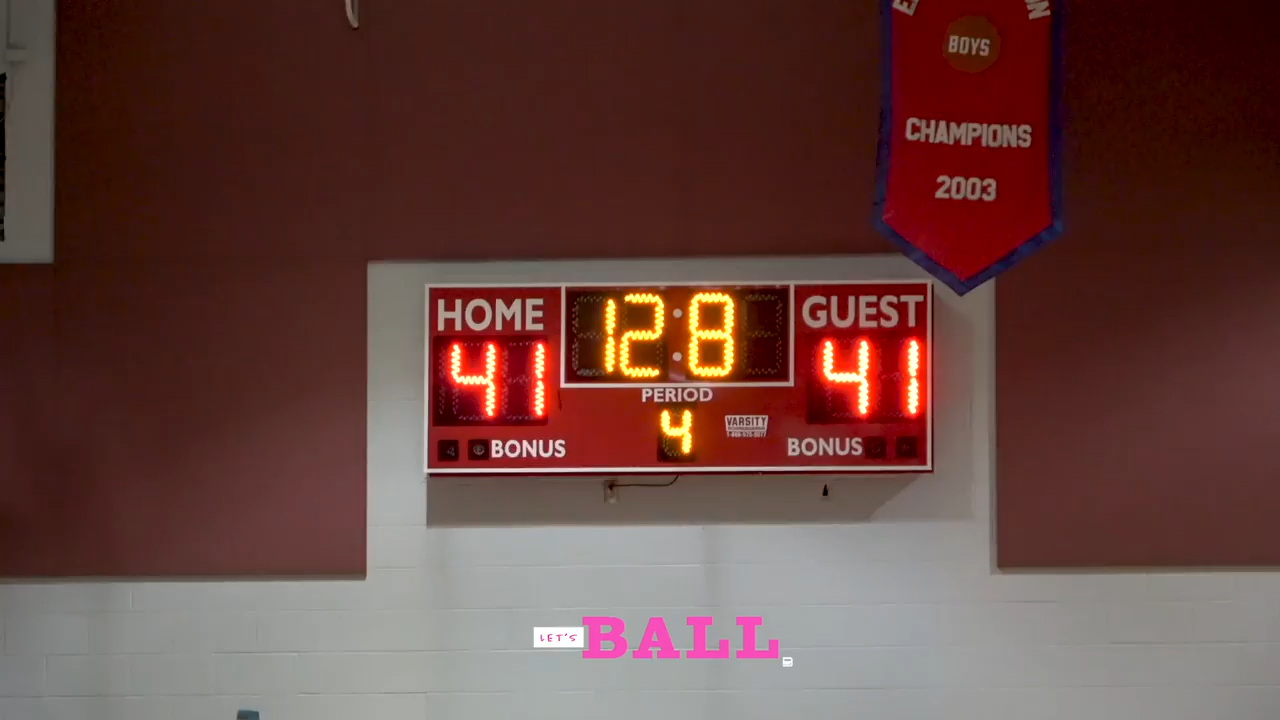 BOYS
CHAMPIONS
2003
HOME 12:8 GUEST
41 41
PERIOD
4
VARSITY
BONUS BONUS
LET'S BALL